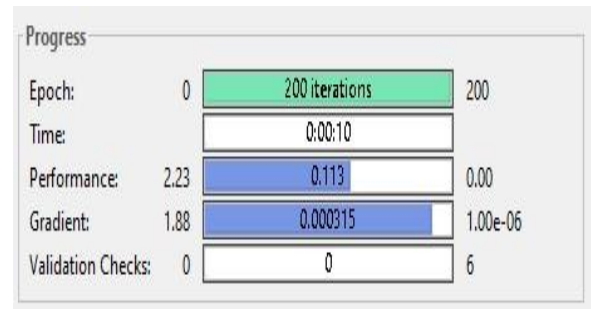 Progress
Epoch: 0 200 iterations 200
Time: 0:00:10
Performance: 2.23 0.113 0.00
Gradient: 1.88 0.000315 1.00e-06
Validation Checks: 0 0 6